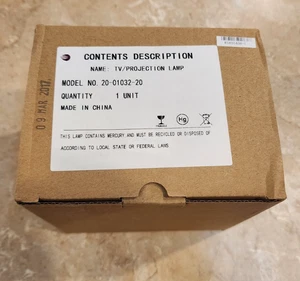 CONTENTS DESCRIPTION
NAME: TV/PROJECTION LAMP
MODEL NO. 20-01032-20
QUANTITY 1 UNIT
MADE IN CHINA
Hg
THIS LAMP CONTAINS MERCURY AND MUST BE RECYCLED OR DISPOSED OF
ACCORDING TO LOCAL STATE OR FEDERAL LAWS
09 MAR 2017.